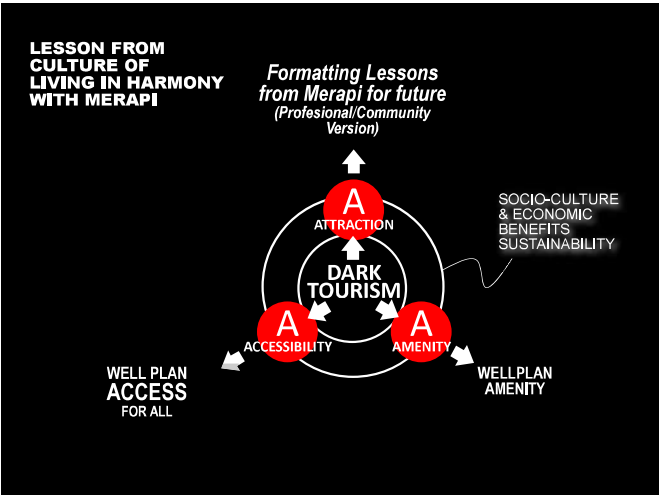 LESSON FROM
CULTURE OF
LIVING IN HARMONY
WITH MERAPI
Formatting Lessons
from Merapi for future
(Profesional/Community
Version)
A
ATTRACTION
SOCIO-CULTURE
& ECONOMIC
BENEFITS
SUSTAINABILITY
DARK
TOURISM
A
ACCESSIBILITY
A
AMENITY
WELL PLAN
ACCESS
FOR ALL
WELLPLAN
AMENITY